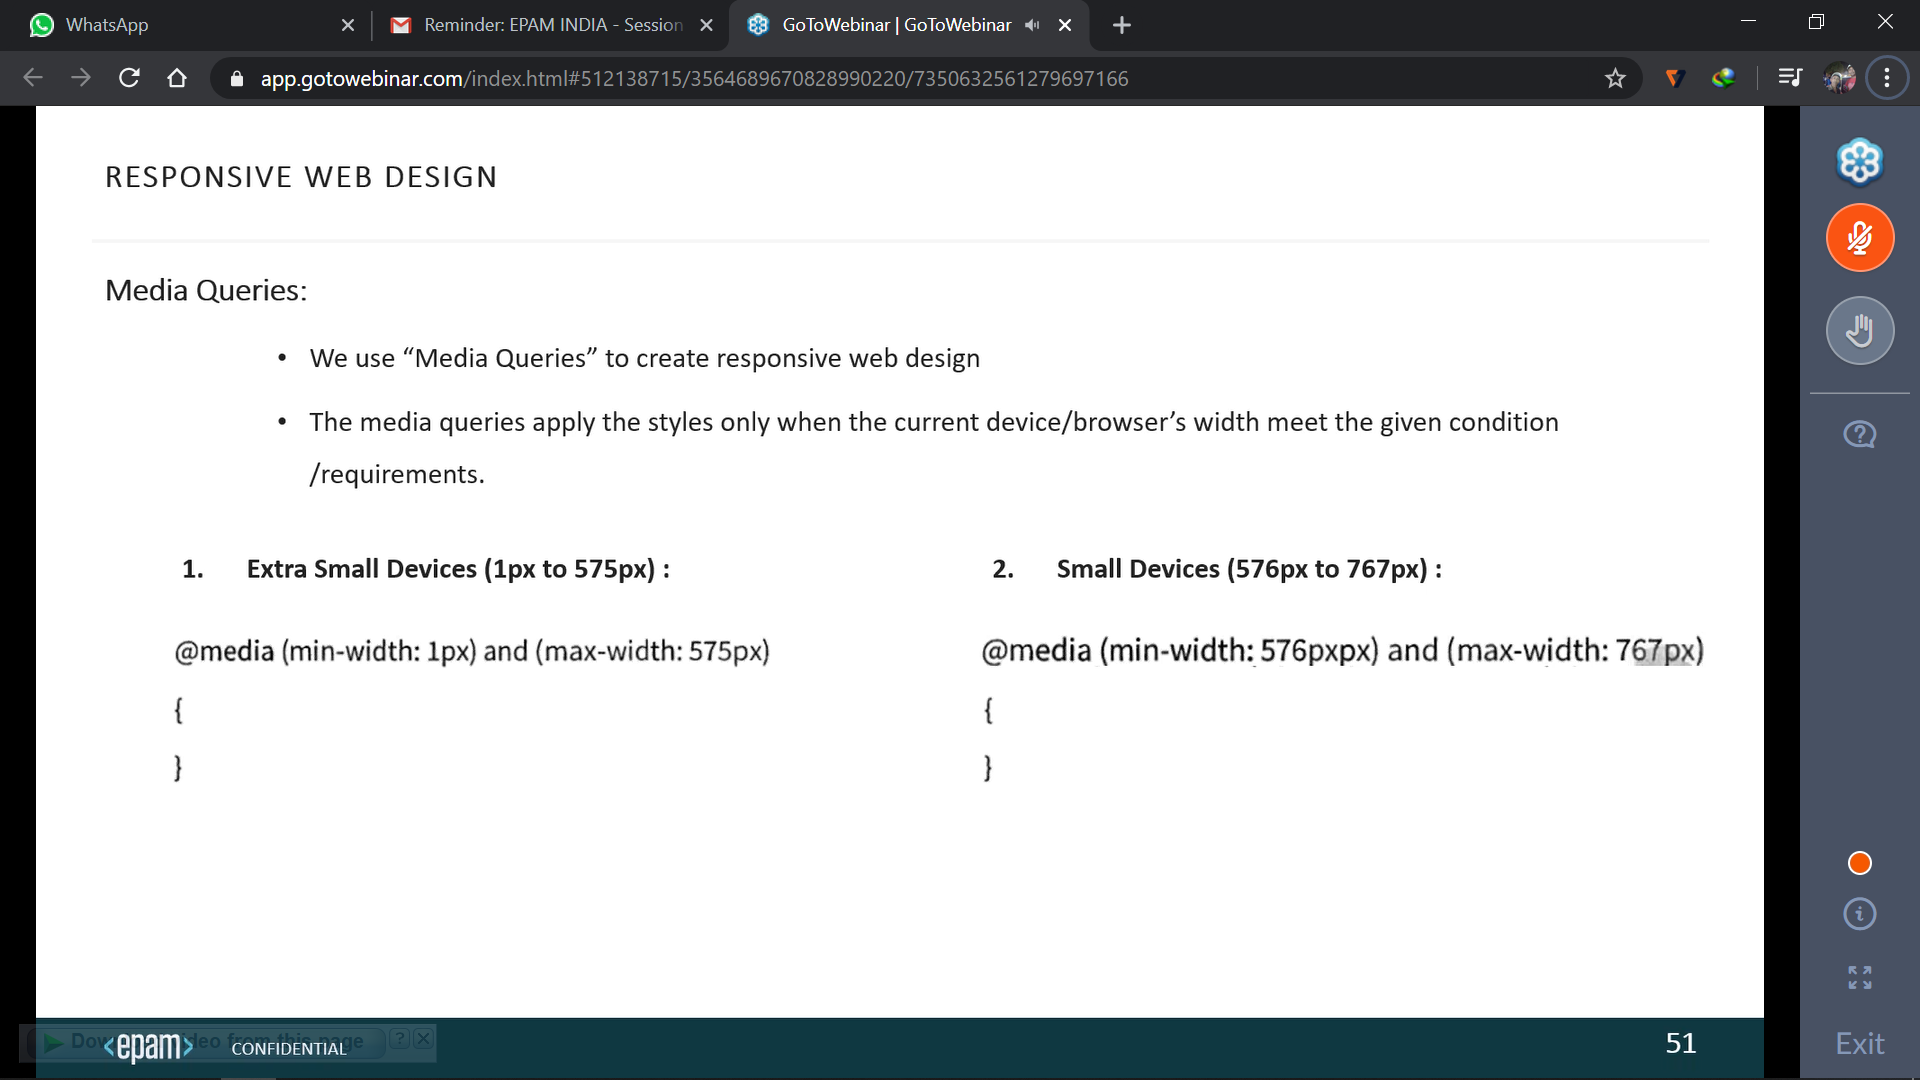 WhatsApp
Reminder: EPAM INDIA - Session
GoToWebinar | GoToWebinar
app.gotowebinar.com/index.html#512138715/3564689670828990220/7350632561279697166
RESPONSIVE WEB DESIGN
Media Queries:
• We use “Media Queries” to create responsive web design
• The media queries apply the styles only when the current device/browser’s width meet the given condition
/requirements.
1. Extra Small Devices (1px to 575px) :
@media (min-width: 1px) and (max-width: 575px)
{
}
2. Small Devices (576px to 767px) :
@media (min-width: 576pxpx) and (max-width: 767px)
{
}
<epam> CONFIDENTIAL
from this page
51
Exit